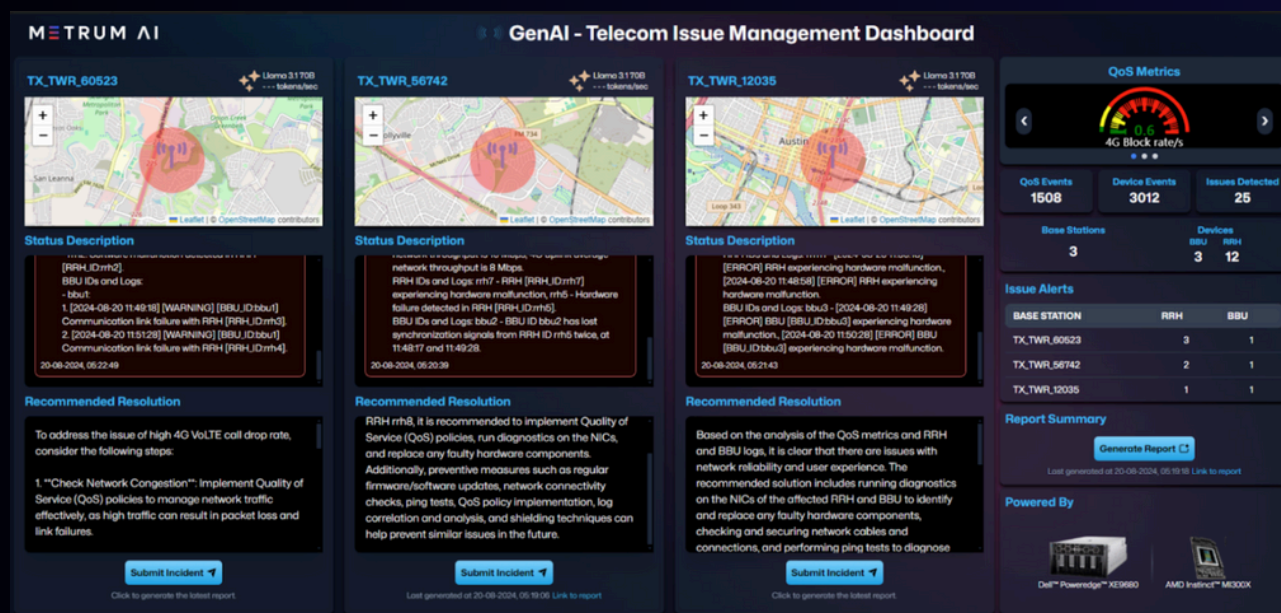 METRUM AI
GenAI - Telecom Issue Management Dashboard
TX_TWR_60523
Llama 3.1 70B
--- tokens/sec
+
−
San Leanna
Leaflet | © OpenStreetMap contributors
Status Description
[RRH_ID:rrh2].
BBU IDs and Logs:
- bbu1:
1. [2024-08-20 11:49:18] [WARNING] [BBU_ID:bbu1]
Communication link failure with RRH [RRH_ID:rrh3].
2. [2024-08-20 11:51:28] [WARNING] [BBU_ID:bbu1]
Communication link failure with RRH [RRH_ID:rrh4].
20-08-2024, 05:22:49
Recommended Resolution
To address the issue of high 4G VoLTE call drop rate,
consider the following steps:
1. **Check Network Congestion**: Implement Quality of
Service (QoS) policies to manage network traffic
effectively, as high traffic can result in packet loss and
link failures.
Submit Incident
Click to generate the latest report.
TX_TWR_56742
Llama 3.1 70B
--- tokens/sec
+
−
ollyville
FM 734
Leaflet | © OpenStreetMap contributors
Status Description
network throughput is 8 Mbps.
RRH IDs and Logs: rrh7 - RRH [RRH_ID:rrh7]
experiencing hardware malfunction, rrh5 - Hardware
failure detected in RRH [RRH_ID:rrh5].
BBU IDs and Logs: bbu2 - BBU ID bbu2 has lost
synchronization signals from RRH ID rrh5 twice, at
11:48:17 and 11:49:28.
20-08-2024, 05:20:39
Recommended Resolution
RRH rrh8, it is recommended to implement Quality of
Service (QoS) policies, run diagnostics on the NICs,
and replace any faulty hardware components.
Additionally, preventive measures such as regular
firmware/software updates, network connectivity
checks, ping tests, QoS policy implementation, log
correlation and analysis, and shielding techniques can
help prevent similar issues in the future.
Submit Incident
Last generated at 20-08-2024, 05:19:06 Link to report
TX_TWR_12035
Llama 3.1 70B
--- tokens/sec
+
−
Austin
Loop 343
Leaflet | © OpenStreetMap contributors
Status Description
[ERROR] RRH experiencing hardware malfunction.,
[2024-08-20 11:48:58] [ERROR] RRH experiencing
hardware malfunction.
BBU IDs and Logs: bbu3 - [2024-08-20 11:49:28]
[ERROR] BBU [BBU_ID:bbu3] experiencing hardware
malfunction., [2024-08-20 11:50:28] [ERROR] BBU
[BBU_ID:bbu3] experiencing hardware malfunction.
20-08-2024, 05:21:43
Recommended Resolution
Based on the analysis of the QoS metrics and RRH
and BBU logs, it is clear that there are issues with
network reliability and user experience. The
recommended solution includes running diagnostics
on the NICs of the affected RRH and BBU to identify
and replace any faulty hardware components,
checking and securing network cables and
connections, and performing ping tests to diagnose
Submit Incident
Click to generate the latest report.
QoS Metrics
0.6
4G Block rate/s
QoS Events
1508
Device Events
3012
Issues Detected
25
Base Stations
3
Devices
BBU RRH
3 12
Issue Alerts
BASE STATION RRH BBU
TX_TWR_60523 3 1
TX_TWR_56742 2 1
TX_TWR_12035 1 1
Report Summary
Generate Report
Last generated at 20-08-2024, 05:19:18 Link to report
Powered By
Dell™ Poweredge™ XE9680
AMD Instinct™ MI300X